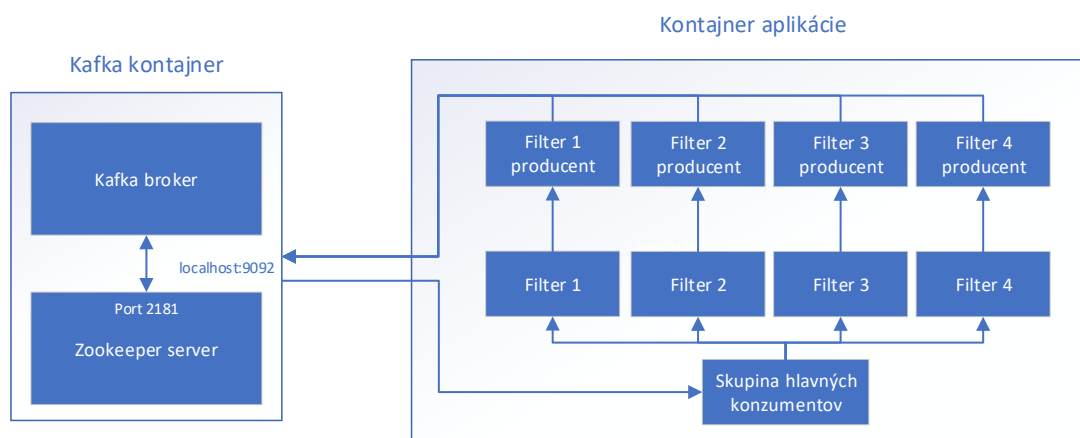 Kontajner aplikácie
Kafka kontajner
Kafka broker
localhost:9092
Port 2181
Zookeeper server
Filter 1
producent
Filter 2
producent
Filter 3
producent
Filter 4
producent
Filter 1
Filter 2
Filter 3
Filter 4
Skupina hlavných
konzumentov